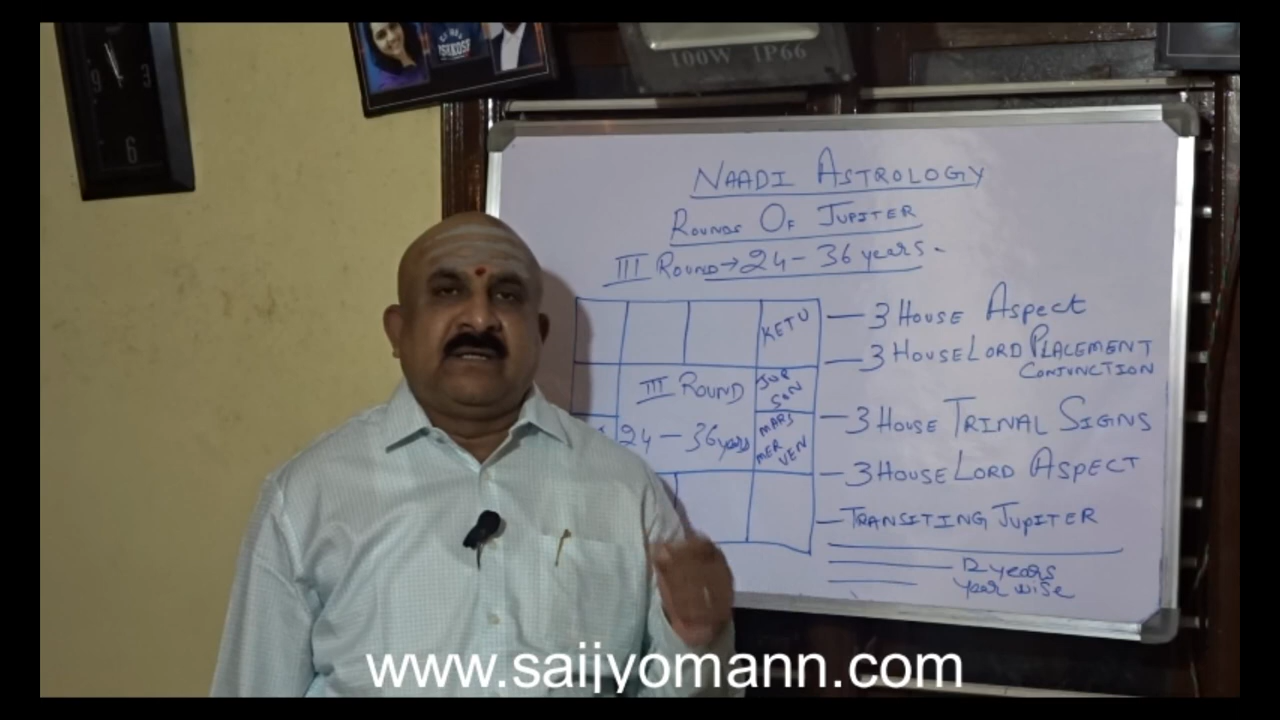 3
6
100W IP66
NAADI ASTROLOGY
ROUNDS OF JUPITER
III ROUND→24-36 years.
KETU
III ROUND
JUP
SUN
24-36 years
MARS
MER
VEN
3 HOUSE ASPECT
3 HOUSE LORD PLACEMENT
CONJUNCTION
3 HOUSE TRINAL SIGNS
3 HOUSE LORD ASPECT
TRANSITING JUPITER
12 years
Year wise
www.saijyomann.com